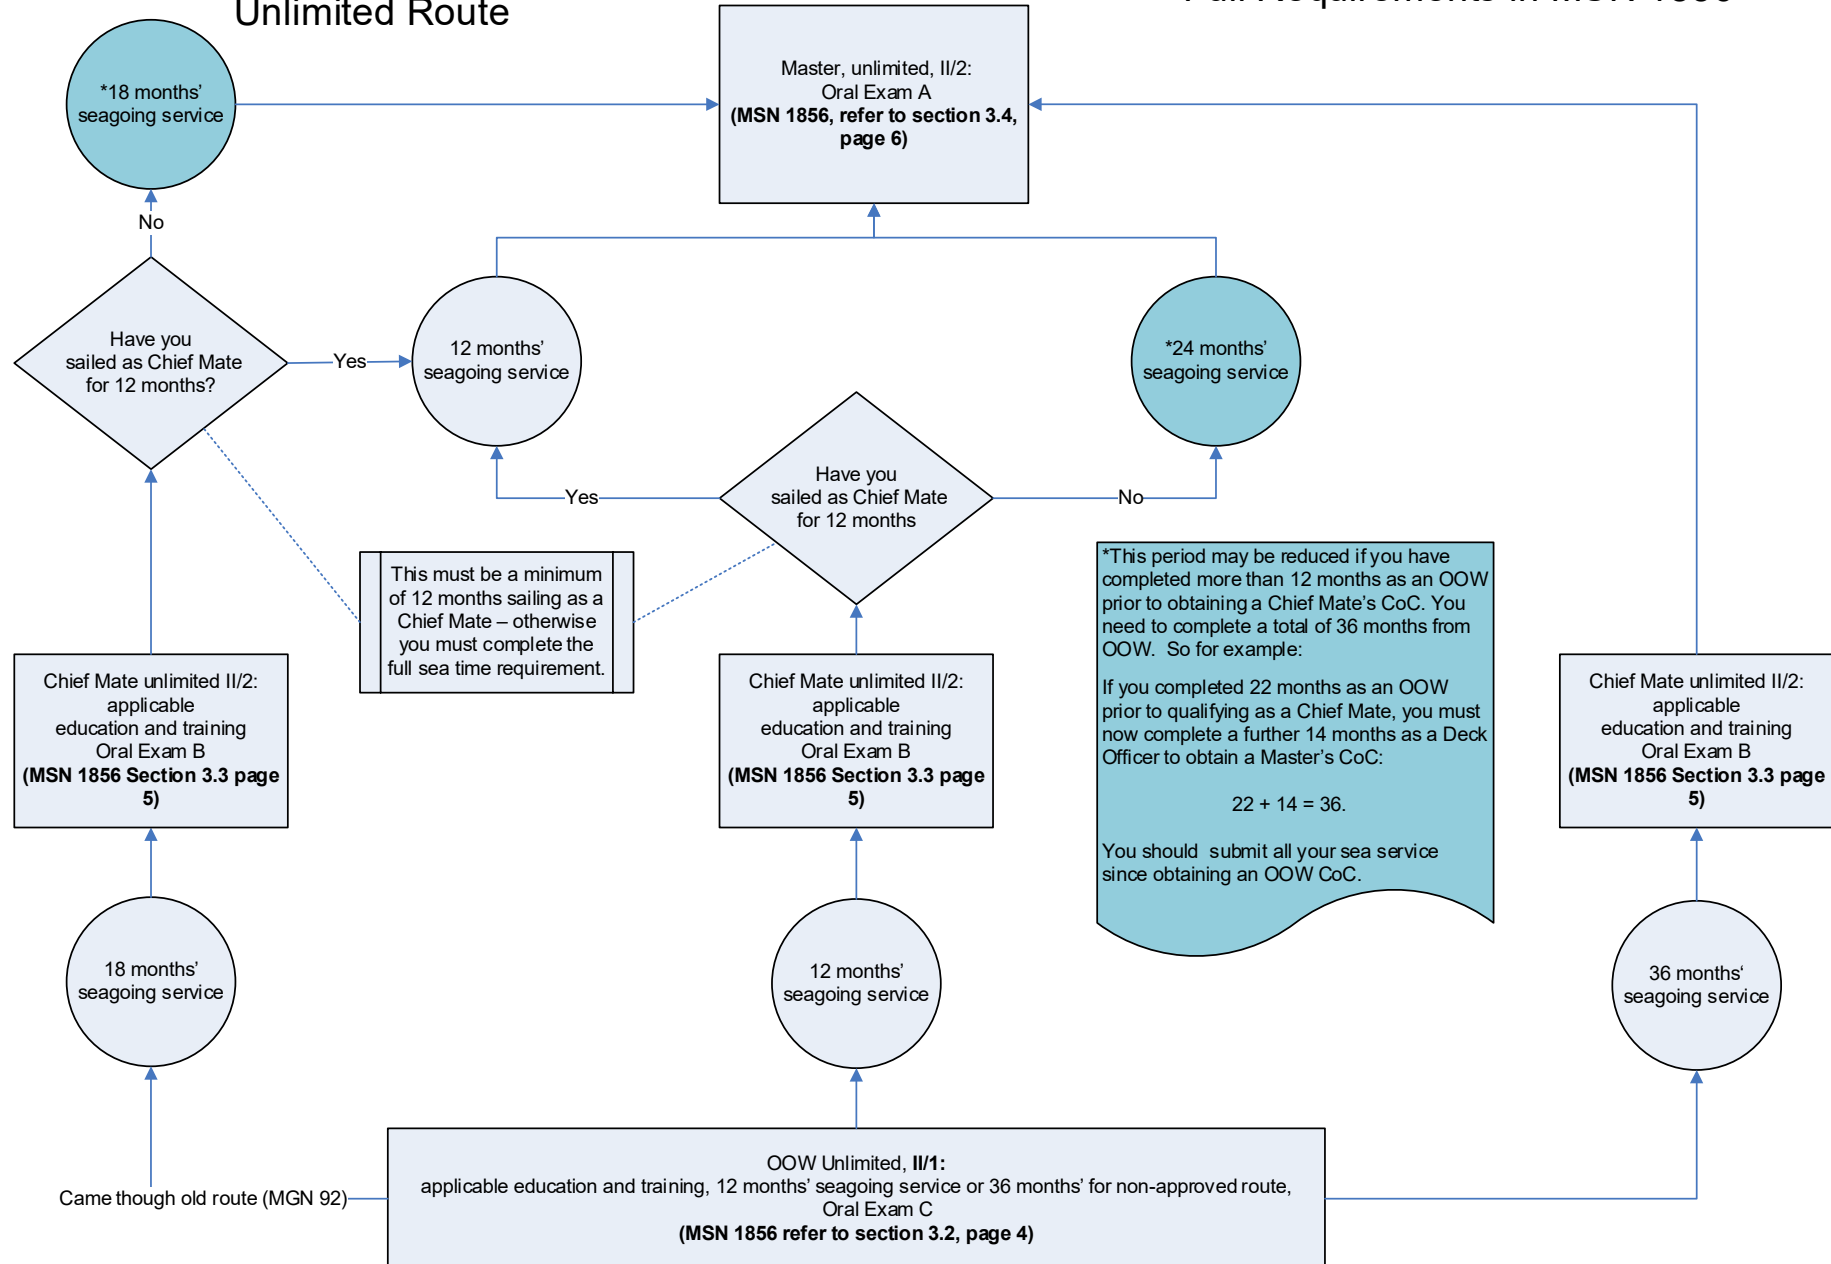 Unlimited Route
*18 months’
seagoing service
Master, unlimited, II/2:
Oral Exam A
(MSN 1856, refer to section 3.4,
page 6)
No
Have you
sailed as Chief Mate
for 12 months?
Yes
12 months’
seagoing service
*24 months’
seagoing service
Have you
sailed as Chief Mate
for 12 months
Yes
No
This must be a minimum
of 12 months sailing as a
Chief Mate – otherwise
you must complete the
full sea time requirement.
*This period may be reduced if you have
completed more than 12 months as an OOW
prior to obtaining a Chief Mate’s CoC. You
need to complete a total of 36 months from
OOW. So for example:
If you completed 22 months as an OOW
prior to qualifying as a Chief Mate, you must
now complete a further 14 months as a Deck
Officer to obtain a Master’s CoC:
22 + 14 = 36.
You should submit all your sea service
since obtaining an OOW CoC.
Chief Mate unlimited II/2:
applicable
education and training
Oral Exam B
(MSN 1856 Section 3.3 page
5)
Chief Mate unlimited II/2:
applicable
education and training
Oral Exam B
(MSN 1856 Section 3.3 page
5)
Chief Mate unlimited II/2:
applicable
education and training
Oral Exam B
(MSN 1856 Section 3.3 page
5)
18 months’
seagoing service
12 months’
seagoing service
36 months‘
seagoing service
Came though old route (MGN 92)
OOW Unlimited, II/1:
applicable education and training, 12 months’ seagoing service or 36 months’ for non-approved route,
Oral Exam C
(MSN 1856 refer to section 3.2, page 4)